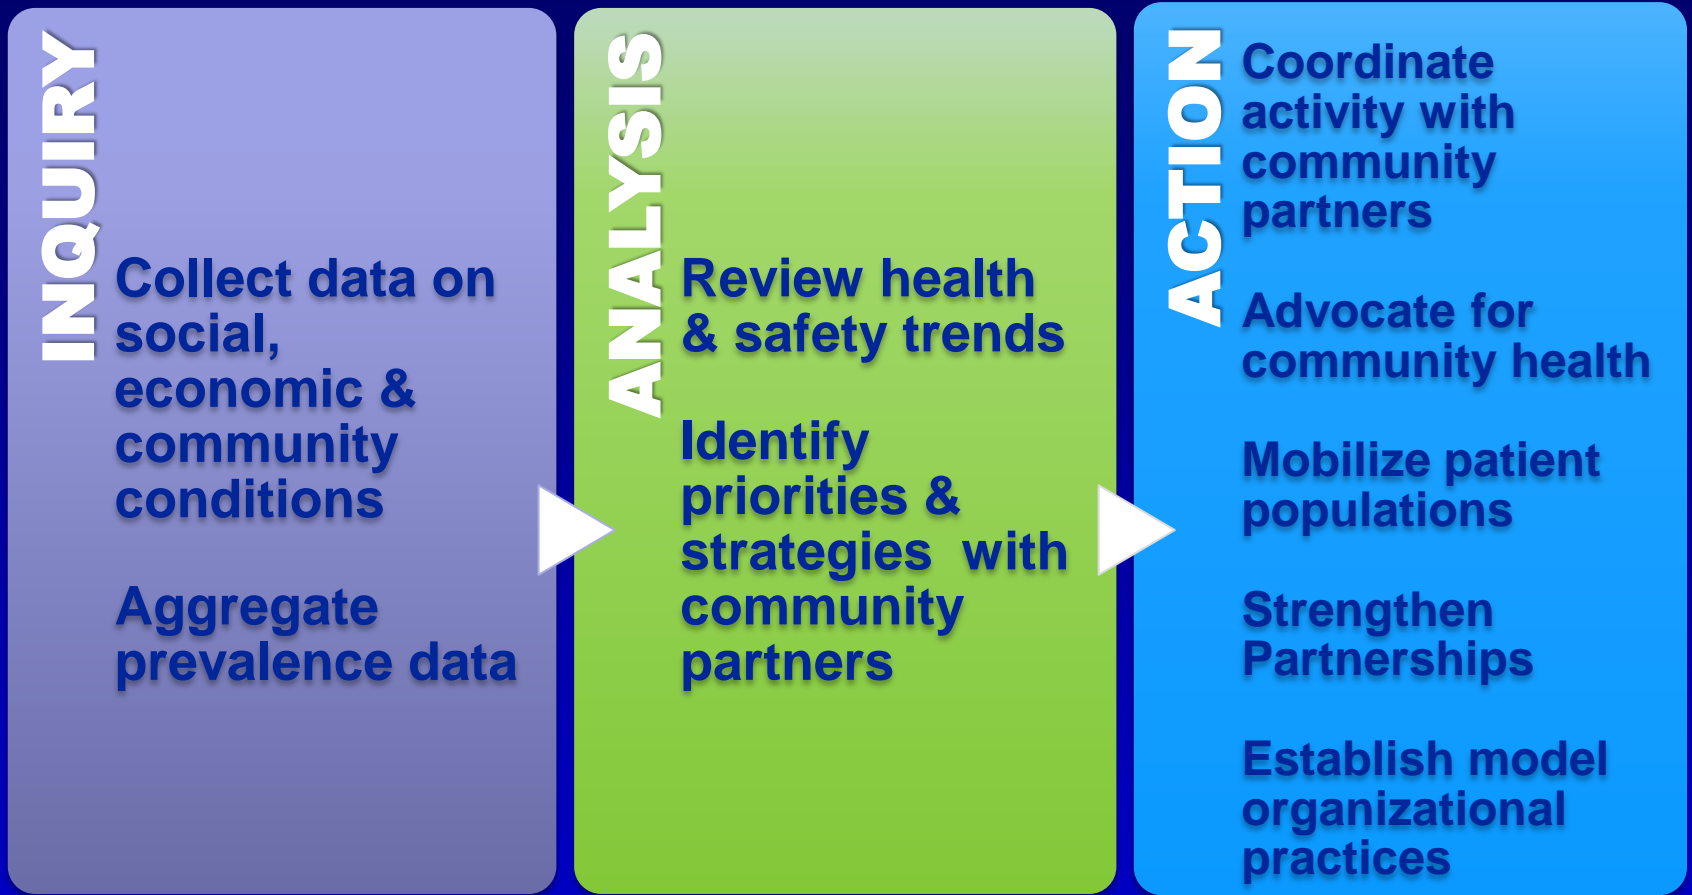 INQUIRY
Collect data on
social,
economic &
community
conditions
Aggregate
prevalence data
ANALYSIS
Review health
& safety trends
Identify
priorities &
strategies  with
community
partners
ACTION
Coordinate
activity with
community
partners
Advocate for
community health
Mobilize patient
populations
Strengthen
Partnerships
Establish model
organizational
practices